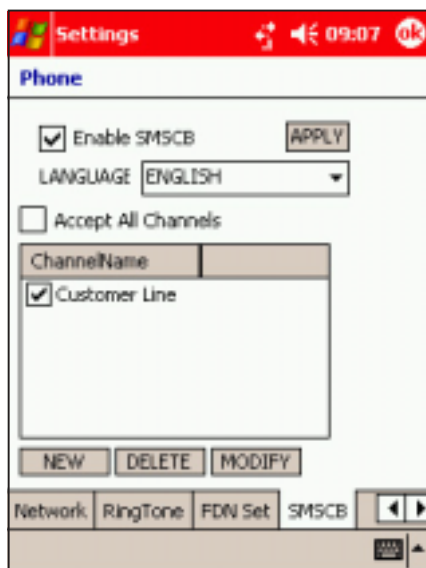 Settings 09:07 ok
Phone
Enable SMSCB APPLY
LANGUAGE ENGLISH
Accept All Channels
ChannelName
Customer Line
NEW DELETE MODIFY
Network RingTone FDN Set SMSCB